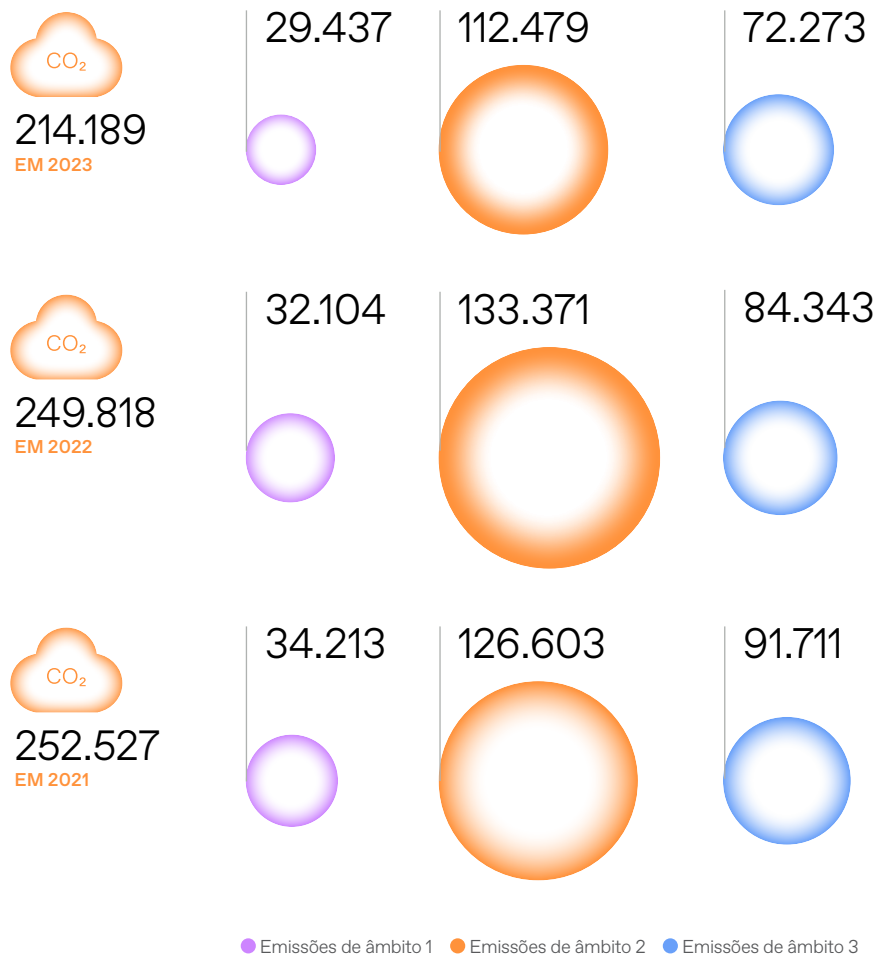 CO₂
214.189
EM 2023
29.437
112.479
72.273
CO₂
249.818
EM 2022
32.104
133.371
84.343
CO₂
252.527
EM 2021
34.213
126.603
91.711
Emissões de âmbito 1 Emissões de âmbito 2 Emissões de âmbito 3